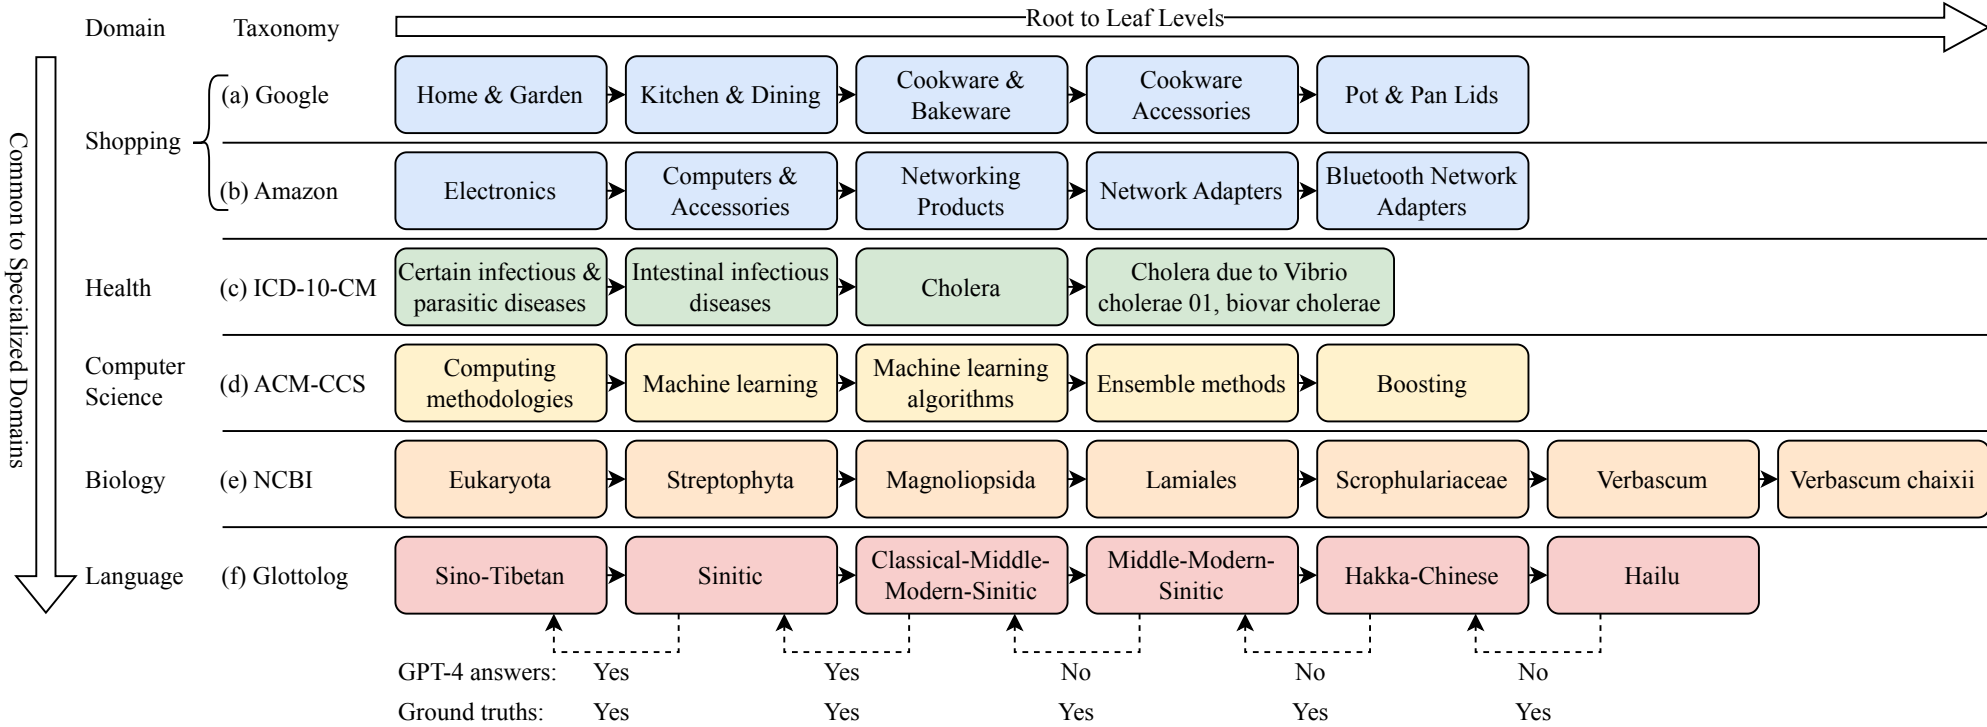 Domain
Taxonomy
Root to Leaf Levels
Common to Specialized Domains
Shopping
(a) Google
Home & Garden
Kitchen & Dining
Cookware &
Bakeware
Cookware
Accessories
Pot & Pan Lids
(b) Amazon
Electronics
Computers &
Accessories
Networking
Products
Network Adapters
Bluetooth Network
Adapters
Health
(c) ICD-10-CM
Certain infectious &
parasitic diseases
Intestinal infectious
diseases
Cholera
Cholera due to Vibrio
cholerae 01, biovar cholerae
Computer
Science
(d) ACM-CCS
Computing
methodologies
Machine learning
Machine learning
algorithms
Ensemble methods
Boosting
Biology
(e) NCBI
Eukaryota
Streptophyta
Magnoliopsida
Lamiales
Scrophulariaceae
Verbascum
Verbascum chaixii
Language
(f) Glottolog
Sino-Tibetan
Sinitic
Classical-Middle-
Modern-Sinitic
Middle-Modern-
Sinitic
Hakka-Chinese
Hailu
GPT-4 answers: Yes Yes No No No
Ground truths: Yes Yes Yes Yes Yes